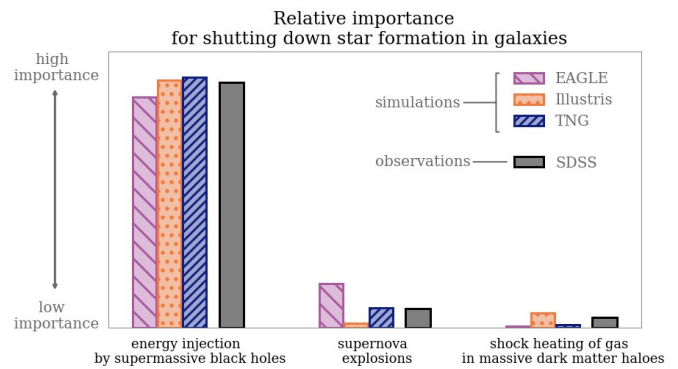 Relative importance
for shutting down star formation in galaxies
high
importance
low
importance
simulations
EAGLE
Illustris
TNG
observations
SDSS
energy injection
by supermassive black holes
supernova
explosions
shock heating of gas
in massive dark matter haloes